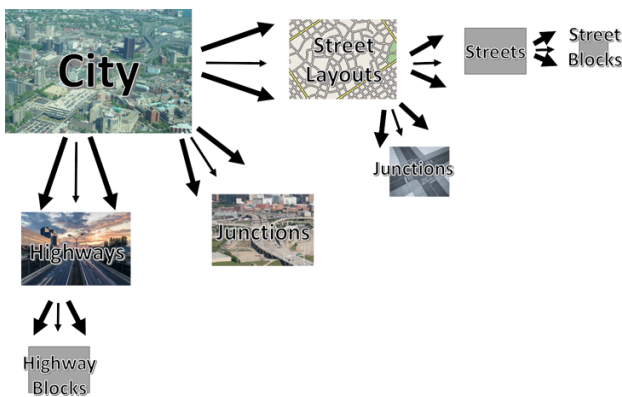 City
Street
Layouts
Streets
Street
Blocks
Junctions
Highways
Junctions
Highway
Blocks